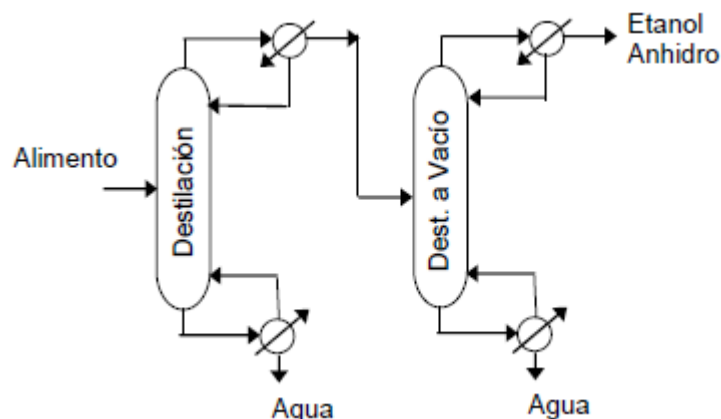 Alimento
Destilación
Agua
Dest. a Vacío
Etanol
Anhidro
Agua